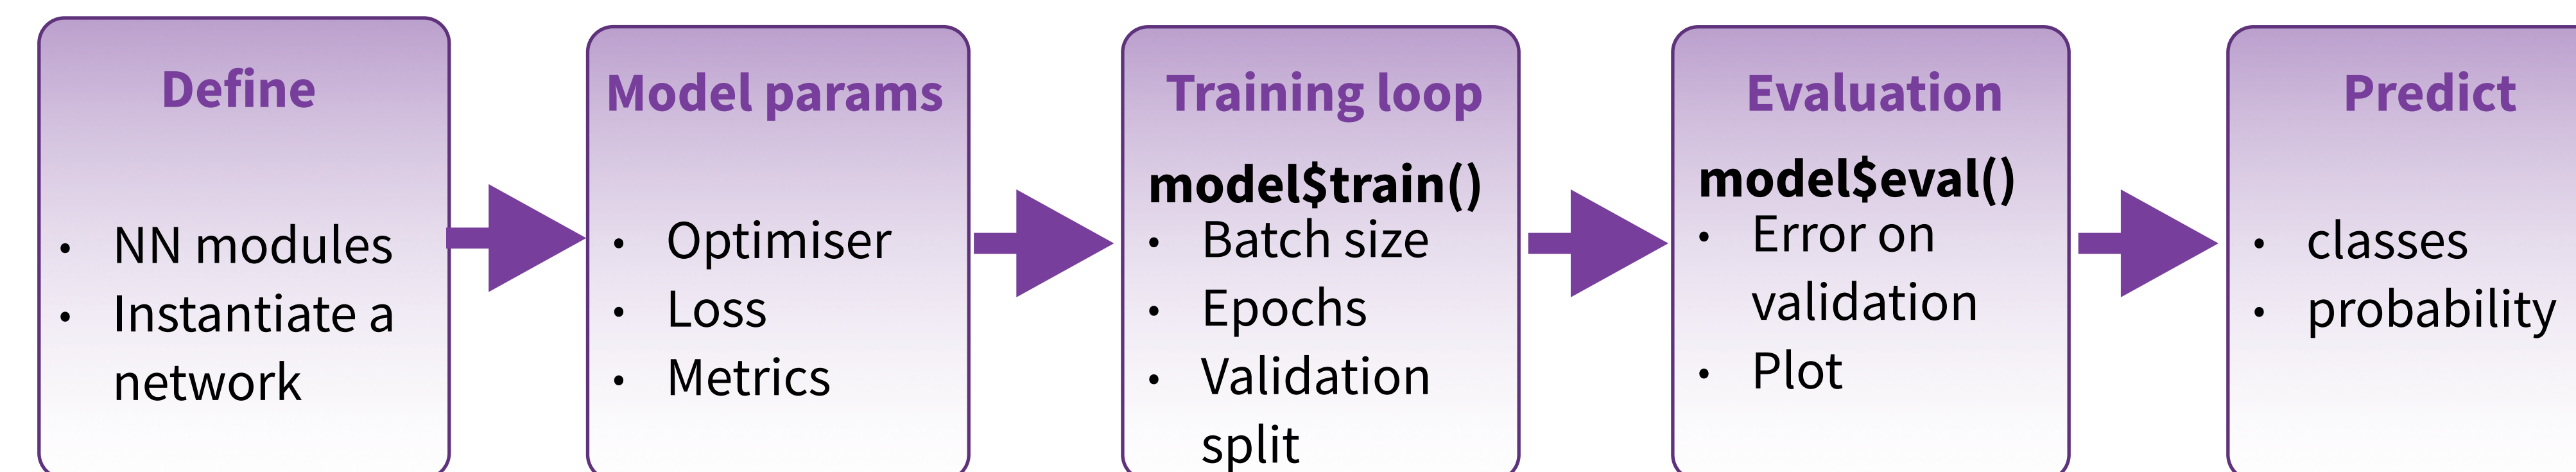 Define
• NN modules
• Instantiate a
network
Model params
• Optimiser
• Loss
• Metrics
Training loop
model$train()
• Batch size
• Epochs
• Validation
split
Evaluation
model$eval()
• Error on
validation
• Plot
Predict
• classes
• probability